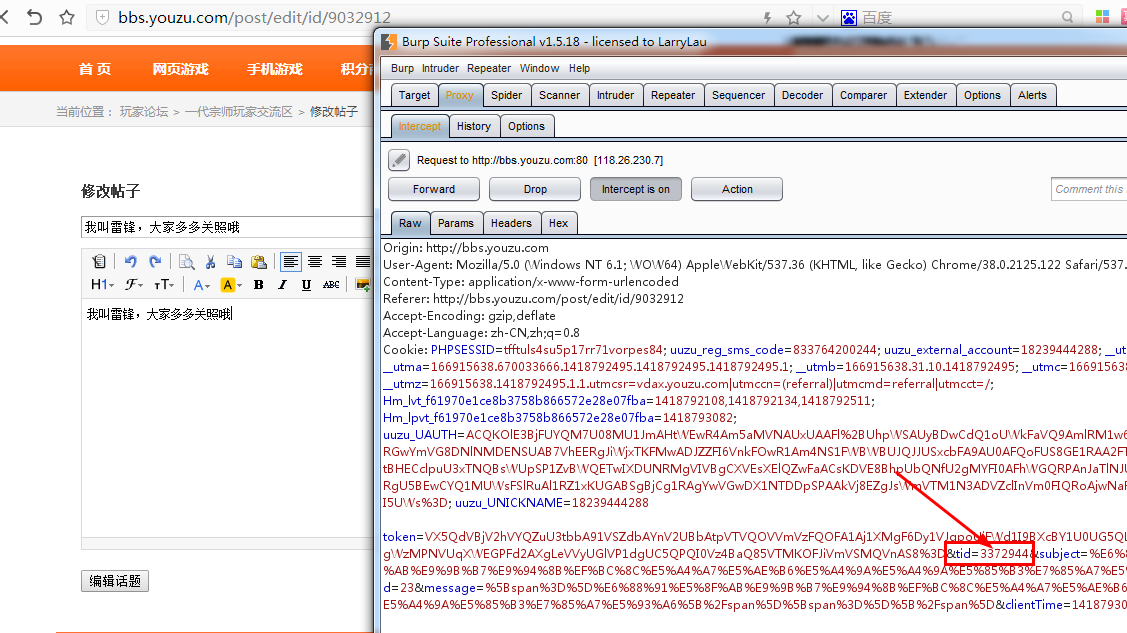 bbs.youzu.com/post/edit/id/9032912
百度
首 页 网页游戏 手机游戏
当前位置： 玩家论坛 > 一代宗师玩家交流区 > 修改帖子
修改帖子
我叫雷锋，大家多多关照哦
H1 F тT A A B I U ABC
我叫雷锋，大家多多关照哦
编辑话题
Burp Suite Professional v1.5.18 - licensed to LarryLau
Burp Intruder Repeater Window Help
Target Proxy Spider Scanner Intruder Repeater Sequencer Decoder Comparer Extender Options Alerts
Intercept History Options
Request to http://bbs.youzu.com:80 [118.26.230.7]
Forward Drop Intercept is on Action Comment this
Raw Params Headers Hex
Origin: http://bbs.youzu.com
User-Agent: Mozilla/5.0 (Windows NT 6.1; WOW64) AppleWebKit/537.36 (KHTML, like Gecko) Chrome/38.0.2125.122 Safari/537.
Content-Type: application/x-www-form-urlencoded
Referer: http://bbs.youzu.com/post/edit/id/9032912
Accept-Encoding: gzip,deflate
Accept-Language: zh-CN,zh;q=0.8
Cookie: PHPSESSID=tfftuls4su5p17rr71vorpes84; uuzu_reg_sms_code=833764200244; uuzu_external_account=18239444288; __ut
__utma=166915638.670033666.1418792495.1418792495.1418792495.1; __utmb=166915638.31.10.1418792495; __utmc=166915638
__utmz=166915638.1418792495.1.1.utmcsr=vdax.youzu.com|utmccn=(referral)|utmcmd=referral|utmcct=/;
Hm_lvt_f61970e1ce8b3758b866572e28e07fba=1418792108,1418792134,1418792511;
Hm_lpvt_f61970e1ce8b3758b866572e28e07fba=1418793082;
uuzu_UAUTH=
I5UWs%3D; uuzu_UNICKNAME=18239444288
token=
&tid=3372944&subject=%E6%8
%AB%E9%9B%B7%E9%94%8B%EF%BC%8C%E5%A4%A7%E5%AE%B6%E5%A4%9A%E5%A4%9A%E5%85%B3%E7%85%A7%E5
d=23&message=%5Bspan%3D%5D%E6%88%91%E5%8F%AB%E9%9B%B7%E9%94%8B%EF%BC%8C%E5%A4%A7%E5%AE%B6
E5%A4%9A%E5%85%B3%E7%85%A7%E5%93%A6%5B%2Fspan%5D%5Bspan%3D%5D%5B%2Fspan%5D&clientTime=14187930